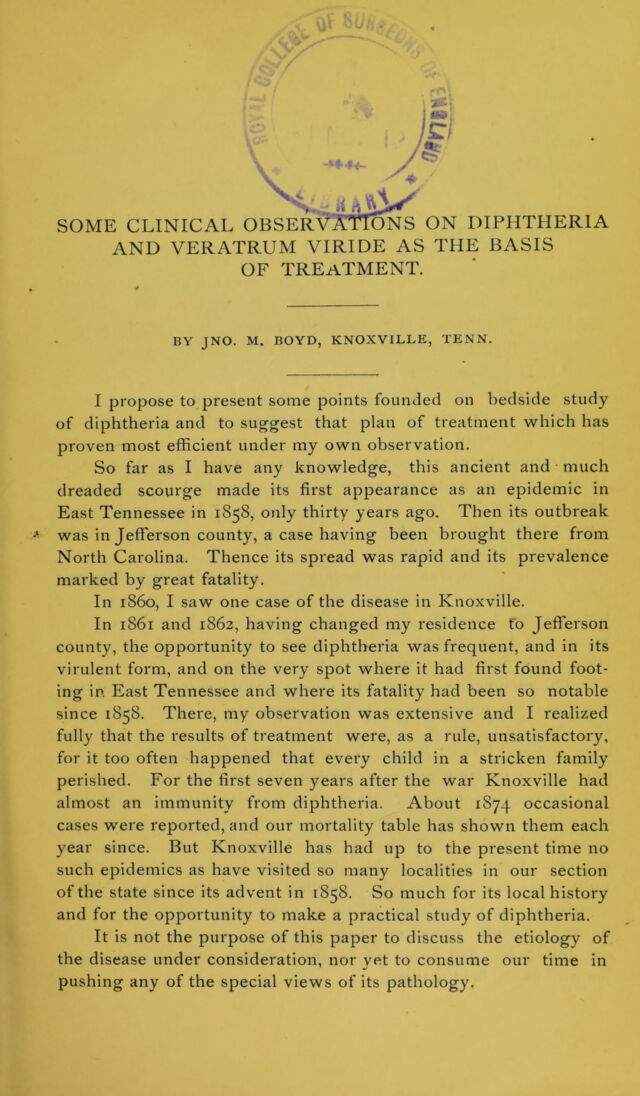 ROYAL COLLEGE OF SURGEONS OF ENGLAND
LIBRARY
SOME CLINICAL OBSERVATIONS ON DIPHTHERIA
AND VERATRUM VIRIDE AS THE BASIS
OF TREATMENT.
BY JNO. M. BOYD, KNOXVILLE, TENN.
I propose to present some points founded on bedside study
of diphtheria and to suggest that plan of treatment which has
proven most efficient under my own observation.
So far as I have any knowledge, this ancient and much
dreaded scourge made its first appearance as an epidemic in
East Tennessee in 1858, only thirty years ago. Then its outbreak
was in Jefferson county, a case having been brought there from
North Carolina. Thence its spread was rapid and its prevalence
marked by great fatality.
In 1860, I saw one case of the disease in Knoxville.
In 1861 and 1862, having changed my residence to Jefferson
county, the opportunity to see diphtheria was frequent, and in its
virulent form, and on the very spot where it had first found foot-
ing in East Tennessee and where its fatality had been so notable
since 1858. There, my observation was extensive and I realized
fully that the results of treatment were, as a rule, unsatisfactory,
for it too often happened that every child in a stricken family
perished. For the first seven years after the war Knoxville had
almost an immunity from diphtheria. About 1874 occasional
cases were reported, and our mortality table has shown them each
year since. But Knoxville has had up to the present time no
such epidemics as have visited so many localities in our section
of the state since its advent in 1858. So much for its local history
and for the opportunity to make a practical study of diphtheria.
It is not the purpose of this paper to discuss the etiology of
the disease under consideration, nor yet to consume our time in
pushing any of the special views of its pathology.